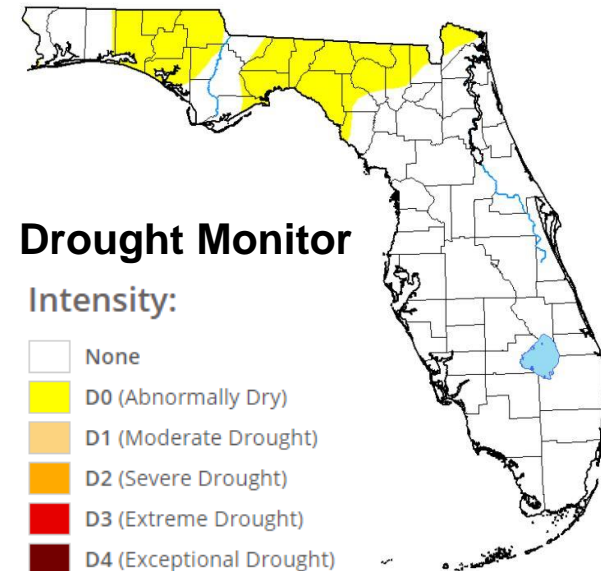 Drought Monitor
Intensity:
None
D0 (Abnormally Dry)
D1 (Moderate Drought)
D2 (Severe Drought)
D3 (Extreme Drought)
D4 (Exceptional Drought)